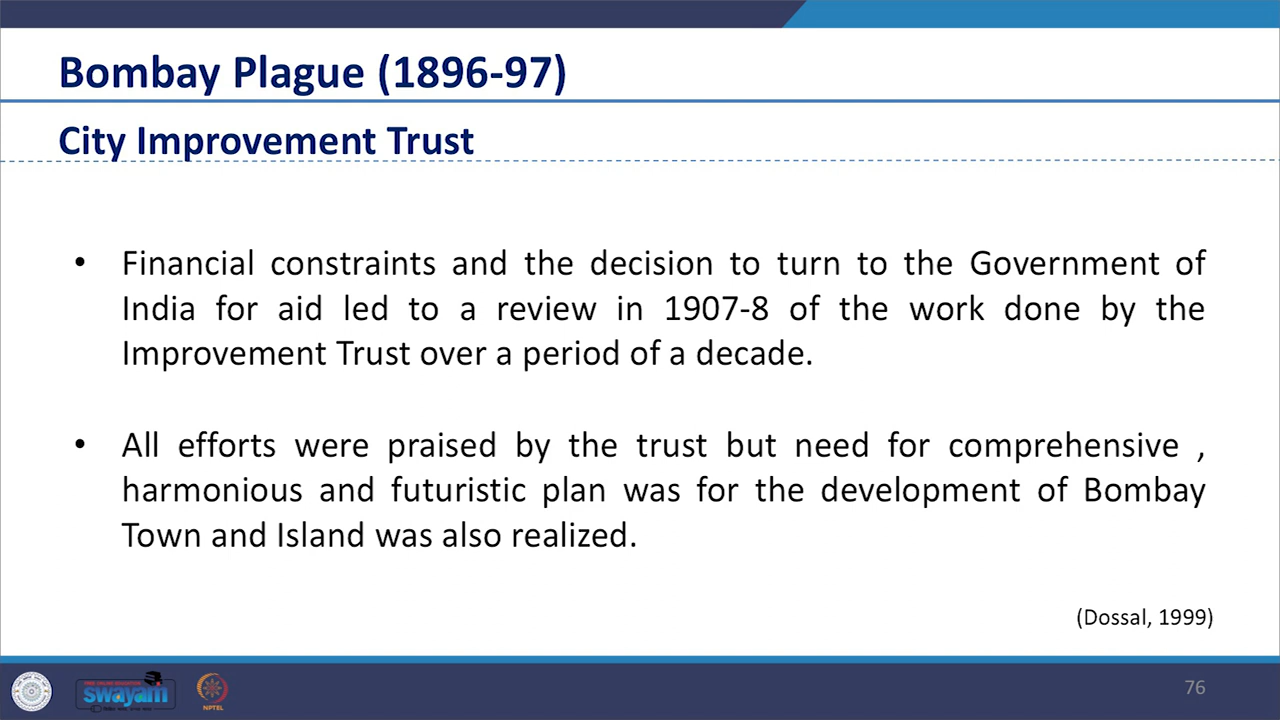 Bombay Plague (1896-97)
City Improvement Trust
• Financial constraints and the decision to turn to the Government of
India for aid led to a review in 1907-8 of the work done by the
Improvement Trust over a period of a decade.
• All efforts were praised by the trust but need for comprehensive ,
harmonious and futuristic plan was for the development of Bombay
Town and Island was also realized.
(Dossal, 1999)
swayam
NPTEL
76